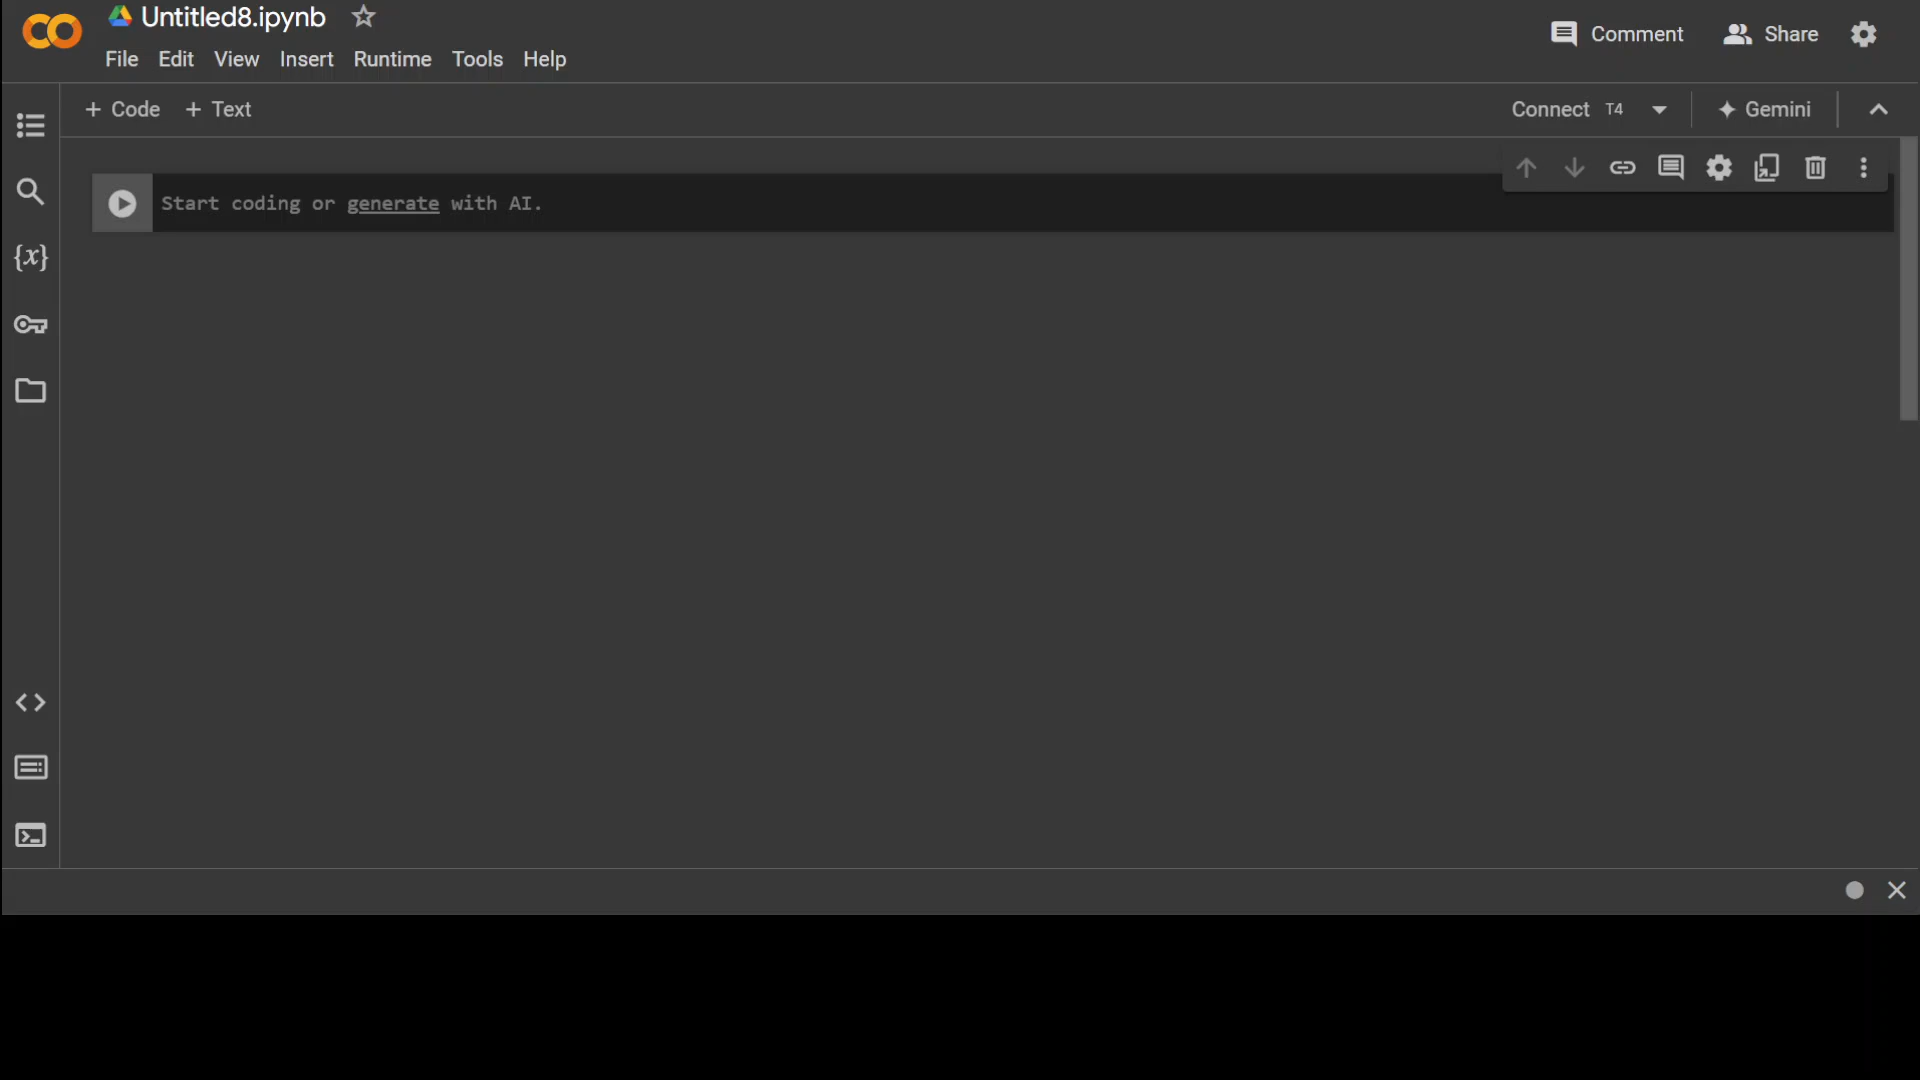 Untitled8.ipynb
File Edit View Insert Runtime Tools Help
Comment Share
+ Code + Text
Connect T4 Gemini
Start coding or generate with AI.
{x}